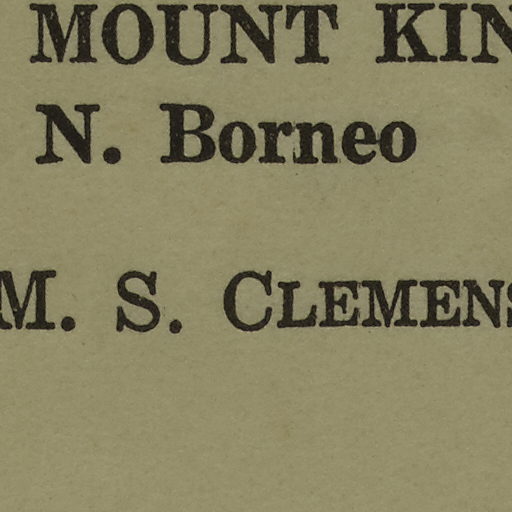 MOUNT KIN
N. Borneo
M. S. CLEMENS